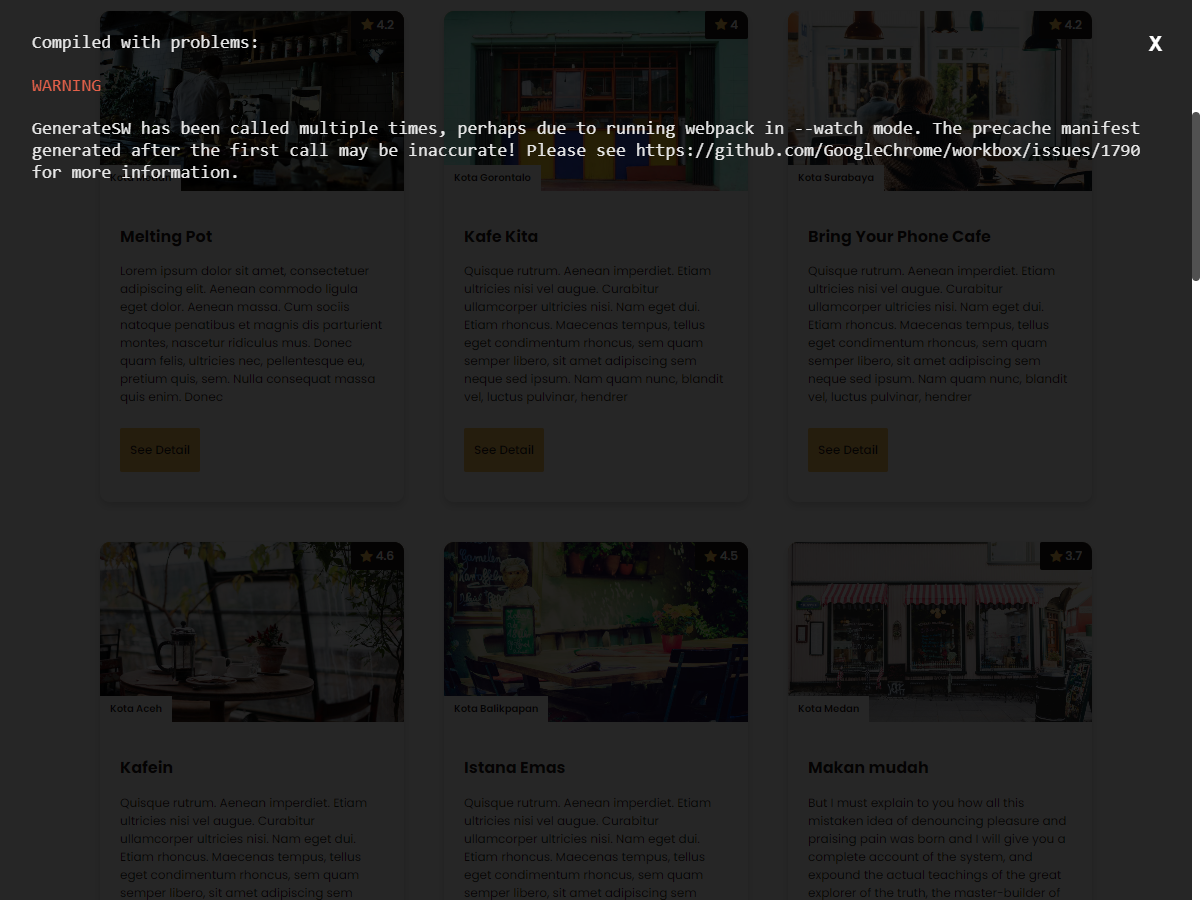 4.2
4
4.2
Compiled with problems:
X
WARNING
GenerateSW has been called multiple times, perhaps due to running webpack in --watch mode. The precache manifest
generated after the first call may be inaccurate! Please see https://github.com/GoogleChrome/workbox/issues/1790
for more information.
Kota Gorontalo
Kota Surabaya
Melting Pot
Lorem ipsum dolor sit amet, consectetuer
adipiscing elit. Aenean commodo ligula
eget dolor. Aenean massa. Cum sociis
natoque penatibus et magnis dis parturient
montes, nascetur ridiculus mus. Donec
quam felis, ultricies nec, pellentesque eu,
pretium quis, sem. Nulla consequat massa
quis enim. Donec
See Detail
Kafe Kita
Quisque rutrum. Aenean imperdiet. Etiam
ultricies nisi vel augue. Curabitur
ullamcorper ultricies nisi. Nam eget dui.
Etiam rhoncus. Maecenas tempus, tellus
eget condimentum rhoncus, sem quam
semper libero, sit amet adipiscing sem
neque sed ipsum. Nam quam nunc, blandit
vel, luctus pulvinar, hendrer
See Detail
Bring Your Phone Cafe
Quisque rutrum. Aenean imperdiet. Etiam
ultricies nisi vel augue. Curabitur
ullamcorper ultricies nisi. Nam eget dui.
Etiam rhoncus. Maecenas tempus, tellus
eget condimentum rhoncus, sem quam
semper libero, sit amet adipiscing sem
neque sed ipsum. Nam quam nunc, blandit
vel, luctus pulvinar, hendrer
See Detail
4.6
Kota Aceh
Kafein
Quisque rutrum. Aenean imperdiet. Etiam
ultricies nisi vel augue. Curabitur
ullamcorper ultricies nisi. Nam eget dui.
Etiam rhoncus. Maecenas tempus, tellus
eget condimentum rhoncus, sem quam
semper libero, sit amet adipiscing sem
4.5
Kota Balikpapan
Istana Emas
Quisque rutrum. Aenean imperdiet. Etiam
ultricies nisi vel augue. Curabitur
ullamcorper ultricies nisi. Nam eget dui.
Etiam rhoncus. Maecenas tempus, tellus
eget condimentum rhoncus, sem quam
semper libero, sit amet adipiscing sem
3.7
Kota Medan
Makan mudah
But I must explain to you how all this
mistaken idea of denouncing pleasure and
praising pain was born and I will give you a
complete account of the system, and
expound the actual teachings of the great
explorer of the truth, the master-builder of